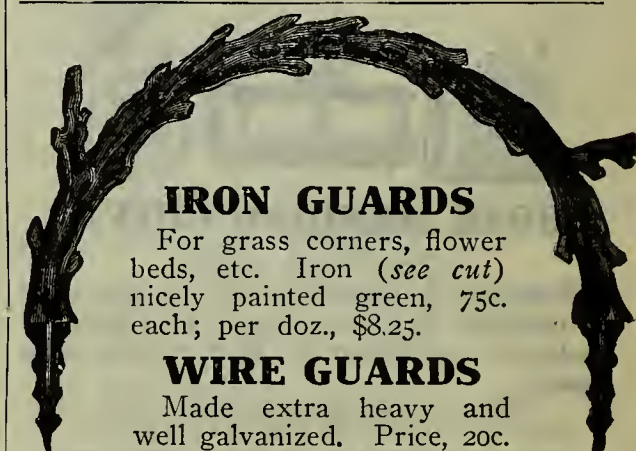 IRON GUARDS
For grass corners, flower
beds, etc. Iron (see cut)
nicely painted green, 75c.
each; per doz., $8.25.
WIRE GUARDS
Made extra heavy and
well galvanized. Price, 20c.